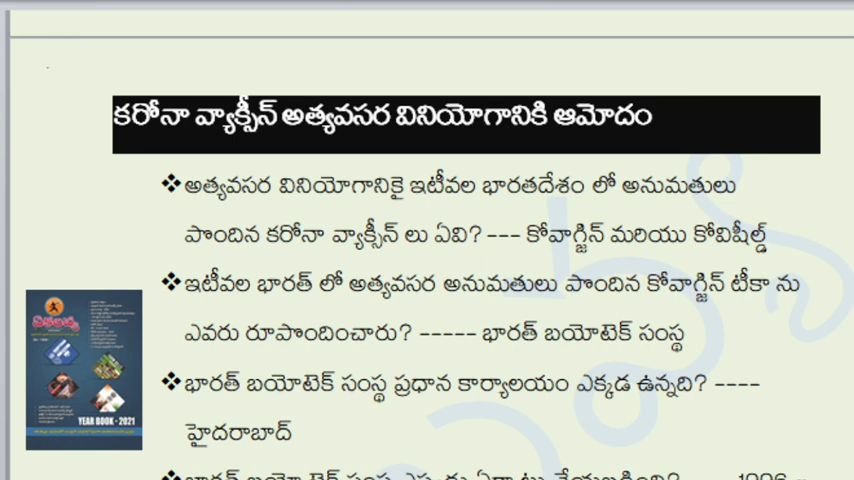 కరోనా వ్యాక్సీన్ అత్యవసర వినియోగానికి ఆమోదం
❖అత్యవసర వినియోగానికై ఇటీవల భారతదేశం లో అనుమతులు
పొందిన కరోనా వ్యాక్సీన్ లు ఏవి? --- కోవాగ్జిన్ మరియు కోవిషీల్డ్
❖ఇటీవల భారత్ లో అత్యవసర అనుమతులు పొందిన కోవాగ్జిన్ టీకా ను
ఎవరు రూపొందించారు? ----- భారత్ బయోటెక్ సంస్థ
❖భారత్ బయోటెక్ సంస్థ ప్రధాన కార్యాలయం ఎక్కడ ఉన్నది? ----
హైదరాబాద్
YEAR BOOK - 2021